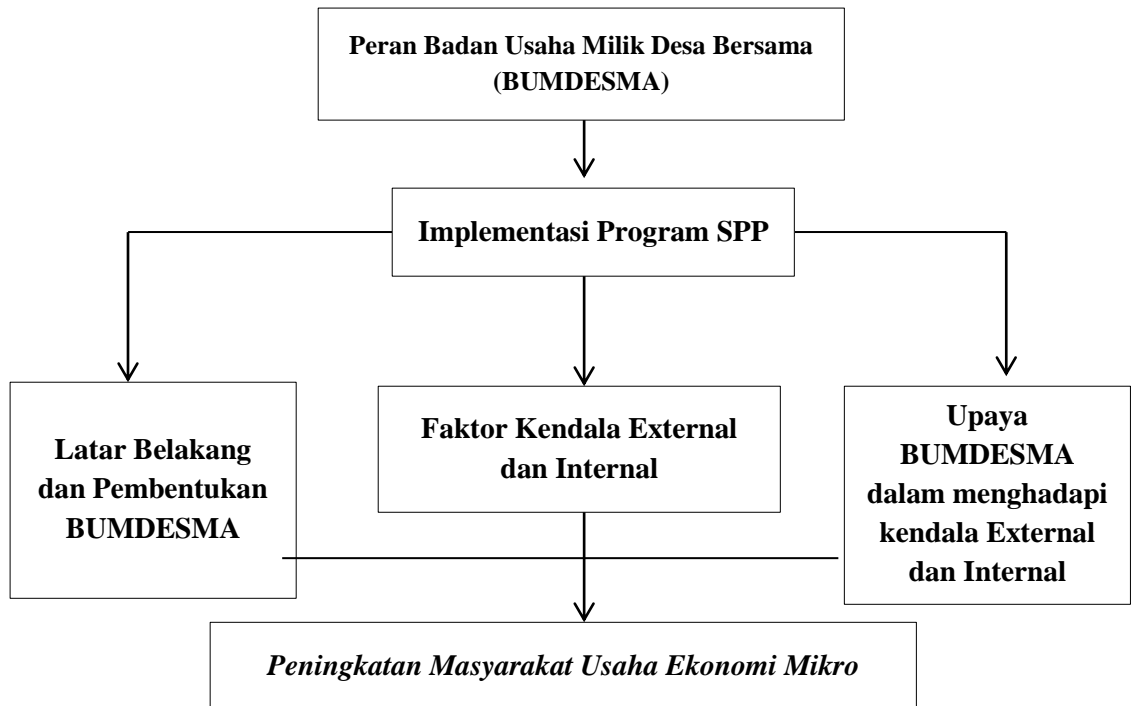 Peran Badan Usaha Milik Desa Bersama
(BUMDESMA)
Implementasi Program SPP
Latar Belakang
dan Pembentukan
BUMDESMA
Faktor Kendala External
dan Internal
Upaya
BUMDESMA
dalam menghadapi
kendala External
dan Internal
Peningkatan Masyarakat Usaha Ekonomi Mikro